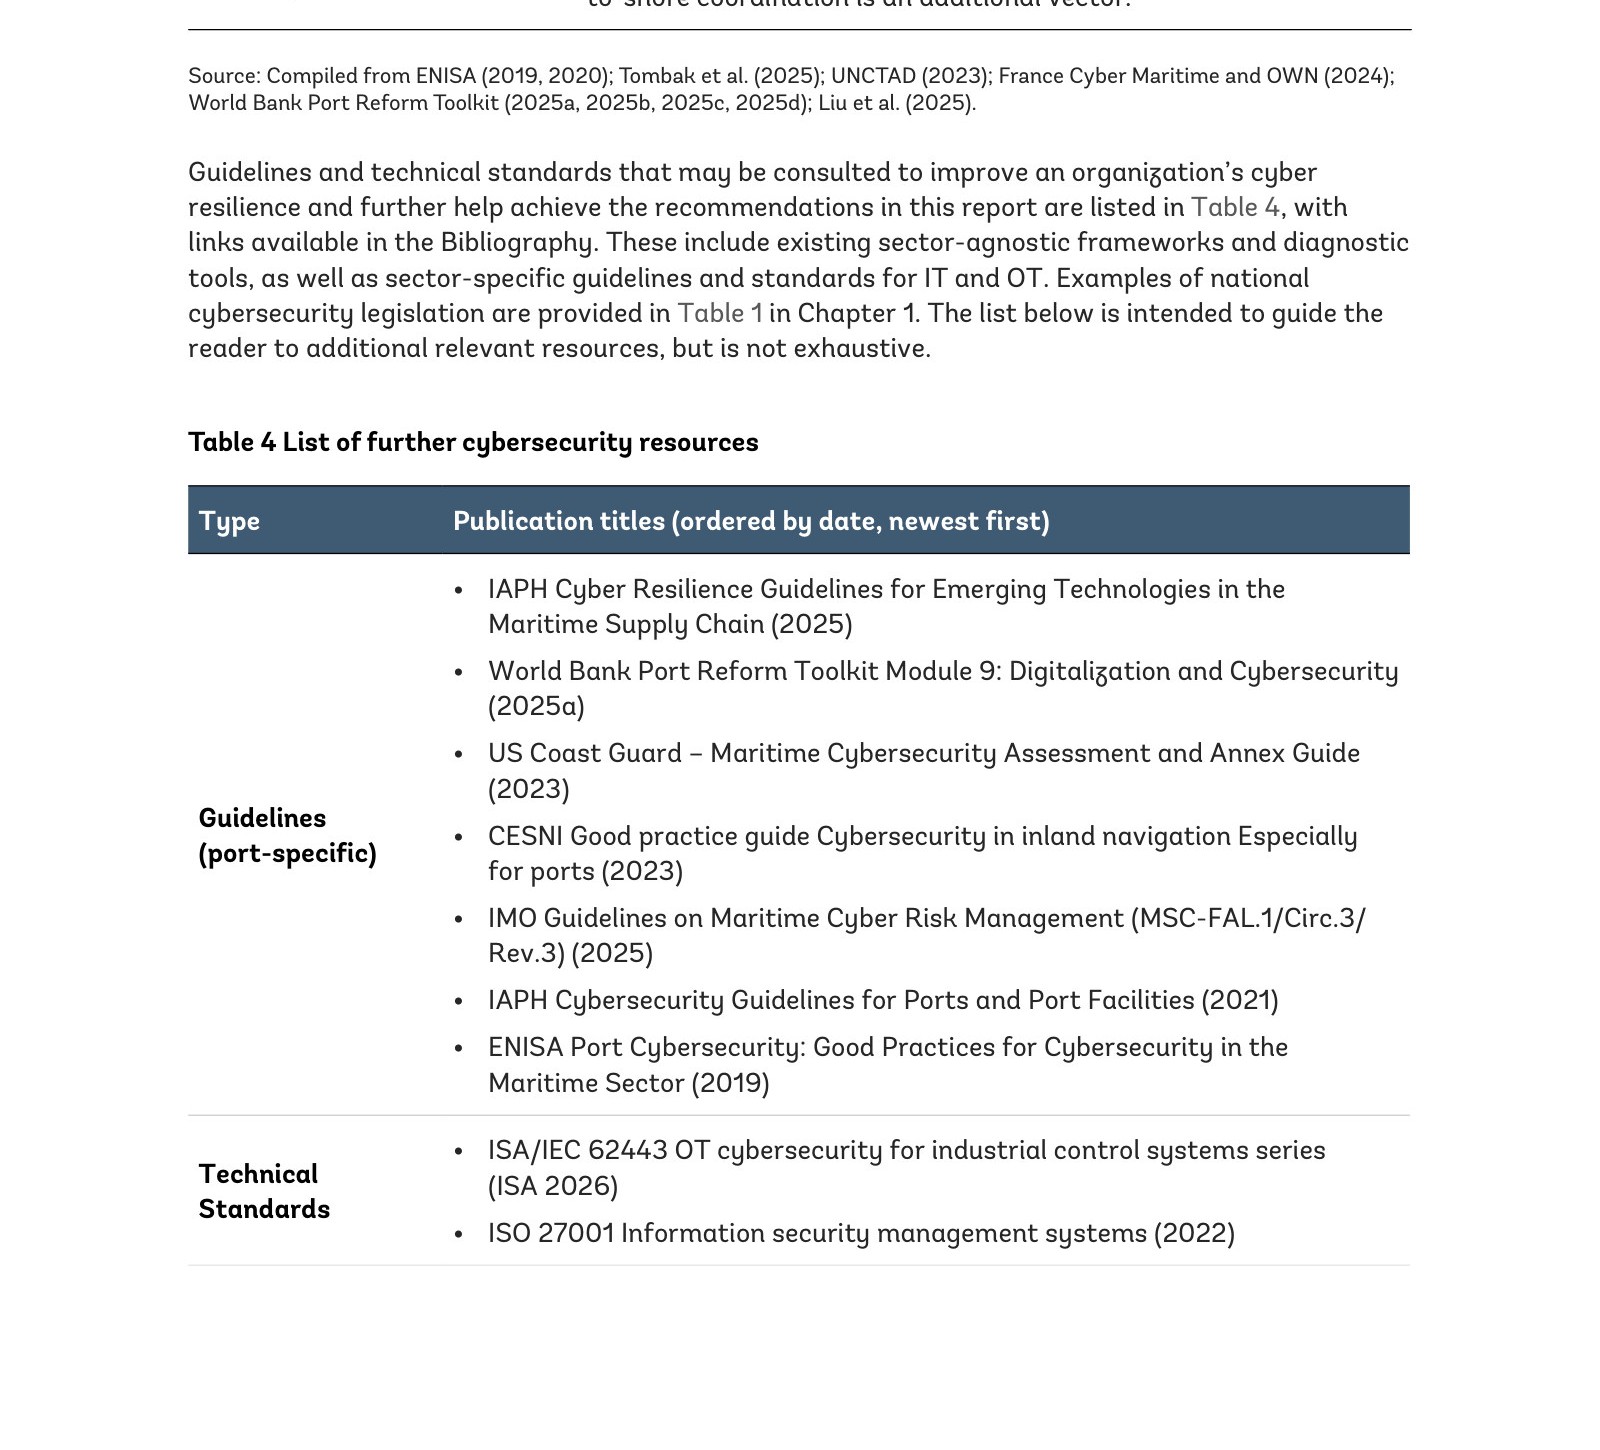 to-shore coordination is an additional vector.
Source: Compiled from ENISA (2019, 2020); Tombak et al. (2025); UNCTAD (2023); France Cyber Maritime and OWN (2024);
World Bank Port Reform Toolkit (2025a, 2025b, 2025c, 2025d); Liu et al. (2025).
Guidelines and technical standards that may be consulted to improve an organization’s cyber
resilience and further help achieve the recommendations in this report are listed in Table 4, with
links available in the Bibliography. These include existing sector-agnostic frameworks and diagnostic
tools, as well as sector-specific guidelines and standards for IT and OT. Examples of national
cybersecurity legislation are provided in Table 1 in Chapter 1. The list below is intended to guide the
reader to additional relevant resources, but is not exhaustive.
Table 4 List of further cybersecurity resources
Type
Publication titles (ordered by date, newest first)
Guidelines
(port-specific)
• IAPH Cyber Resilience Guidelines for Emerging Technologies in the
Maritime Supply Chain (2025)
• World Bank Port Reform Toolkit Module 9: Digitalization and Cybersecurity
(2025a)
• US Coast Guard – Maritime Cybersecurity Assessment and Annex Guide
(2023)
• CESNI Good practice guide Cybersecurity in inland navigation Especially
for ports (2023)
• IMO Guidelines on Maritime Cyber Risk Management (MSC-FAL.1/Circ.3/
Rev.3) (2025)
• IAPH Cybersecurity Guidelines for Ports and Port Facilities (2021)
• ENISA Port Cybersecurity: Good Practices for Cybersecurity in the
Maritime Sector (2019)
Technical
Standards
• ISA/IEC 62443 OT cybersecurity for industrial control systems series
(ISA 2026)
• ISO 27001 Information security management systems (2022)